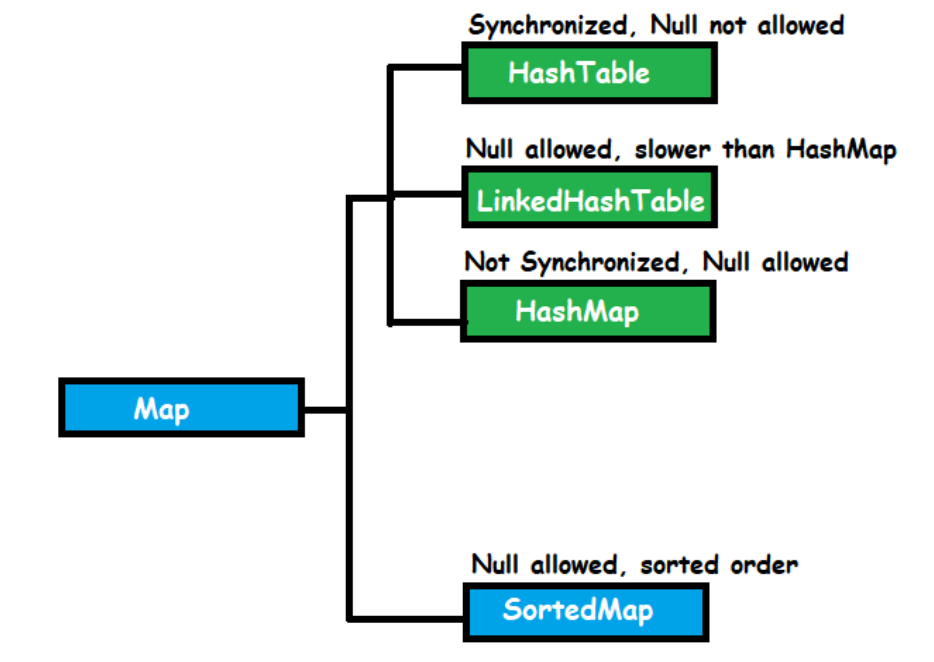 Synchronized, Null not allowed
HashTable
Null allowed, slower than HashMap
LinkedHashTable
Not Synchronized, Null allowed
HashMap
Map
Null allowed, sorted order
SortedMap